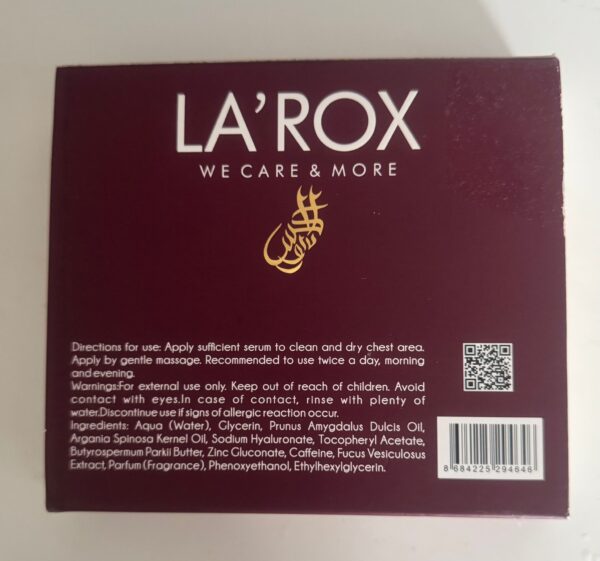 LA'ROX
WE CARE & MORE
Directions for use: Apply sufficient serum to clean and dry chest area.
Apply by gentle massage. Recommended to use twice a day, morning
and evening.
Warnings:For external use only. Keep out of reach of children. Avoid
contact with eyes.In case of contact, rinse with plenty of
water.Discontinue use if signs of allergic reaction occur.
Ingredients: Aqua (Water), Glycerin, Prunus Amygdalus Dulcis Oil,
Argania Spinosa Kernel Oil, Sodium Hyaluronate, Tocopheryl Acetate,
Butyrospermum Parkii Butter, Zinc Gluconate, Caffeine, Fucus Vesiculosus
Extract, Parfum (Fragrance), Phenoxyethanol, Ethylhexylglycerin.
8 684225 294646